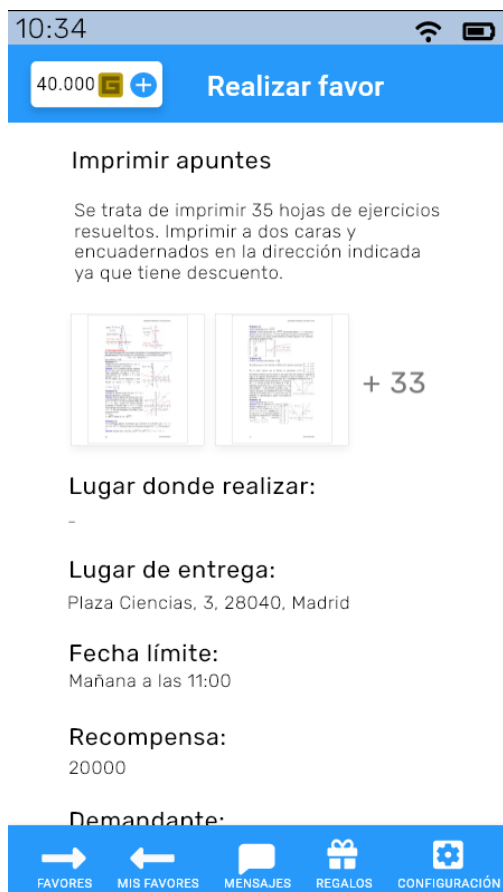 10:34
40.000 G +
Realizar favor
Imprimir apuntes
Se trata de imprimir 35 hojas de ejercicios
resueltos. Imprimir a dos caras y
encuadernados en la dirección indicada
ya que tiene descuento.
+ 33
Lugar donde realizar:
-
Lugar de entrega:
Plaza Ciencias, 3, 28040, Madrid
Fecha límite:
Mañana a las 11:00
Recompensa:
20000
Demandante:
FAVORES MIS FAVORES MENSAJES REGALOS CONFIGURACIÓN